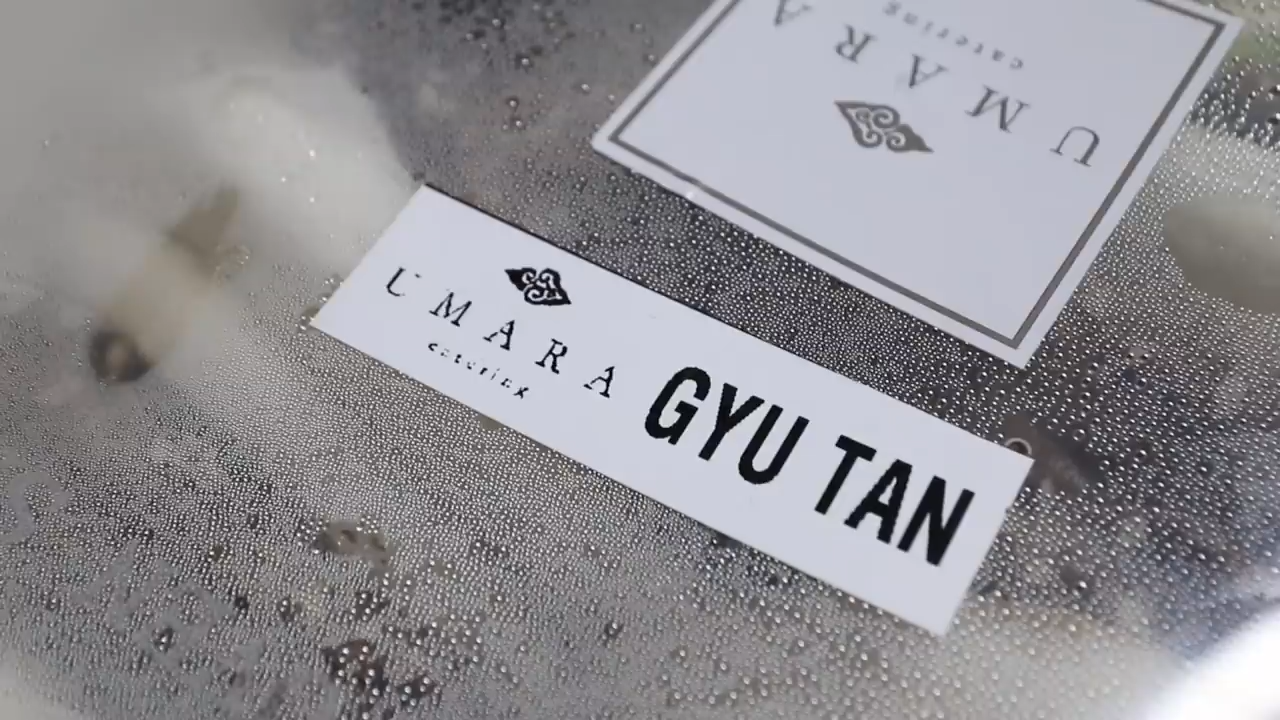 UMARA
catering
UMARA
catering
GYU TAN